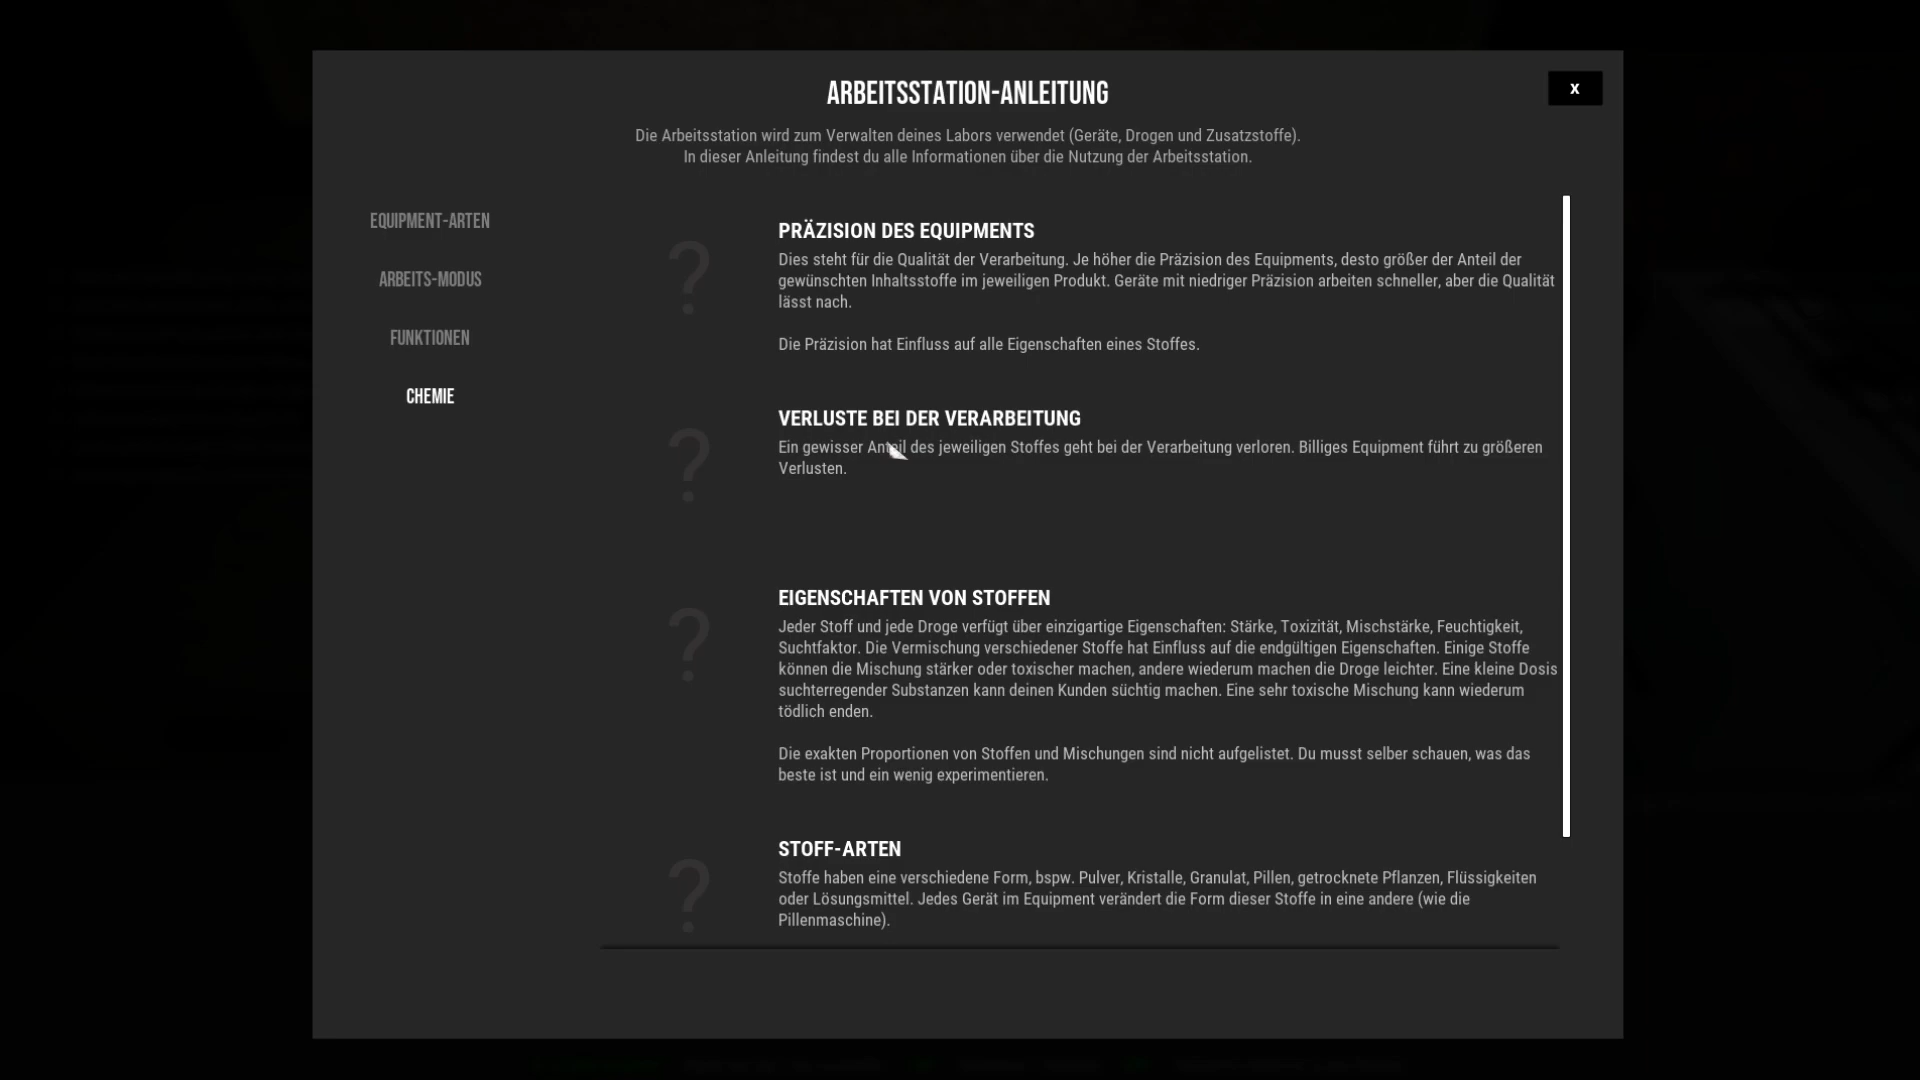 ARBEITSSTATION-ANLEITUNG
X
Die Arbeitsstation wird zum Verwalten deines Labors verwendet (Geräte, Drogen und Zusatzstoffe).
In dieser Anleitung findest du alle Informationen über die Nutzung der Arbeitsstation.
EQUIPMENT-ARTEN
ARBEITS-MODUS
FUNKTIONEN
CHEMIE
PRÄZISION DES EQUIPMENTS
Dies steht für die Qualität der Verarbeitung. Je höher die Präzision des Equipments, desto größer der Anteil der
gewünschten Inhaltsstoffe im jeweiligen Produkt. Geräte mit niedriger Präzision arbeiten schneller, aber die Qualität
lässt nach.
Die Präzision hat Einfluss auf alle Eigenschaften eines Stoffes.
VERLUSTE BEI DER VERARBEITUNG
Ein gewisser Anteil des jeweiligen Stoffes geht bei der Verarbeitung verloren. Billiges Equipment führt zu größeren
Verlusten.
EIGENSCHAFTEN VON STOFFEN
Jeder Stoff und jede Droge verfügt über einzigartige Eigenschaften: Stärke, Toxizität, Mischstärke, Feuchtigkeit,
Suchtfaktor. Die Vermischung verschiedener Stoffe hat Einfluss auf die endgültigen Eigenschaften. Einige Stoffe
können die Mischung stärker oder toxischer machen, andere wiederum machen die Droge leichter. Eine kleine Dosis
suchterregender Substanzen kann deinen Kunden süchtig machen. Eine sehr toxische Mischung kann wiederum
tödlich enden.
Die exakten Proportionen von Stoffen und Mischungen sind nicht aufgelistet. Du musst selber schauen, was das
beste ist und ein wenig experimentieren.
STOFF-ARTEN
Stoffe haben eine verschiedene Form, bspw. Pulver, Kristalle, Granulat, Pillen, getrocknete Pflanzen, Flüssigkeiten
oder Lösungsmittel. Jedes Gerät im Equipment verändert die Form dieser Stoffe in eine andere (wie die
Pillenmaschine).